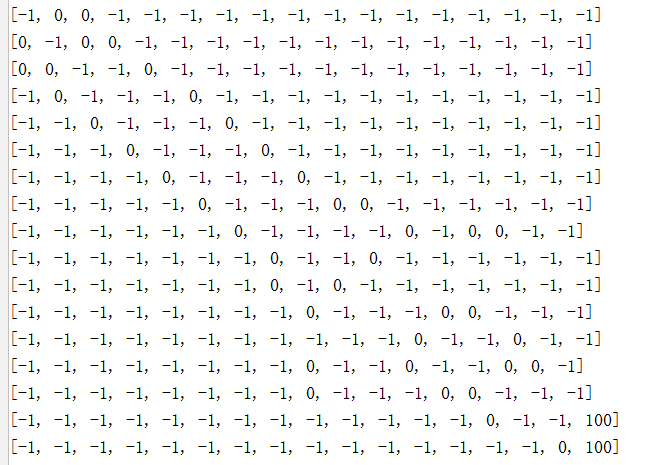 [-1, 0, 0, -1, -1, -1, -1, -1, -1, -1, -1, -1, -1, -1, -1, -1, -1]
[0, -1, 0, 0, -1, -1, -1, -1, -1, -1, -1, -1, -1, -1, -1, -1, -1]
[0, 0, -1, -1, 0, -1, -1, -1, -1, -1, -1, -1, -1, -1, -1, -1, -1]
[-1, 0, -1, -1, -1, 0, -1, -1, -1, -1, -1, -1, -1, -1, -1, -1, -1]
[-1, -1, 0, -1, -1, -1, 0, -1, -1, -1, -1, -1, -1, -1, -1, -1, -1]
[-1, -1, -1, 0, -1, -1, -1, 0, -1, -1, -1, -1, -1, -1, -1, -1, -1]
[-1, -1, -1, -1, 0, -1, -1, -1, 0, -1, -1, -1, -1, -1, -1, -1, -1]
[-1, -1, -1, -1, -1, 0, -1, -1, -1, 0, 0, -1, -1, -1, -1, -1, -1]
[-1, -1, -1, -1, -1, -1, 0, -1, -1, -1, -1, 0, -1, 0, 0, -1, -1]
[-1, -1, -1, -1, -1, -1, -1, 0, -1, -1, 0, -1, -1, -1, -1, -1, -1]
[-1, -1, -1, -1, -1, -1, -1, 0, -1, 0, -1, -1, -1, -1, -1, -1, -1]
[-1, -1, -1, -1, -1, -1, -1, -1, 0, -1, -1, -1, 0, 0, -1, -1, -1]
[-1, -1, -1, -1, -1, -1, -1, -1, -1, -1, -1, 0, -1, -1, 0, -1, -1]
[-1, -1, -1, -1, -1, -1, -1, -1, 0, -1, -1, 0, -1, -1, 0, 0, -1]
[-1, -1, -1, -1, -1, -1, -1, -1, 0, -1, -1, -1, 0, 0, -1, -1, -1]
[-1, -1, -1, -1, -1, -1, -1, -1, -1, -1, -1, -1, -1, 0, -1, -1, 100]
[-1, -1, -1, -1, -1, -1, -1, -1, -1, -1, -1, -1, -1, -1, -1, 0, 100]